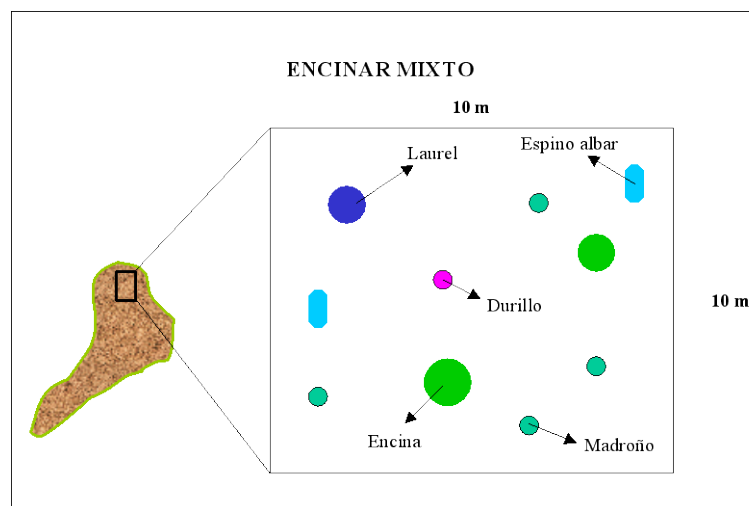 ENCINAR MIXTO
10 m
Espino albar
Laurel
Durillo
10 m
Encina
Madroño